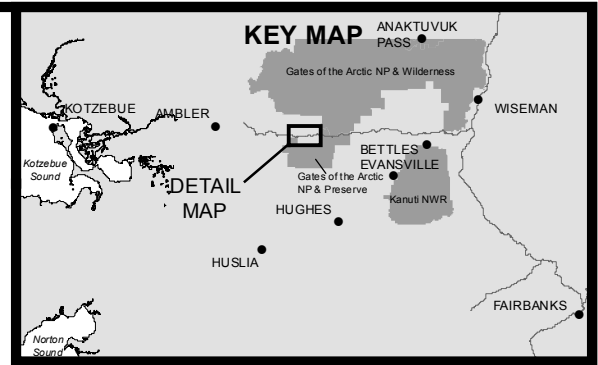 KEY MAP
ANAKTUVUK
PASS
Gates of the Arctic NP & Wilderness
KOTZEBUE
AMBLER
WISEMAN
Kotzebue
Sound
BETTLES
EVANSVILLE
Gates of the Arctic
NP & Preserve
DETAIL
MAP
Kanuti NWR
HUGHES
HUSLIA
FAIRBANKS
Norton
Sound